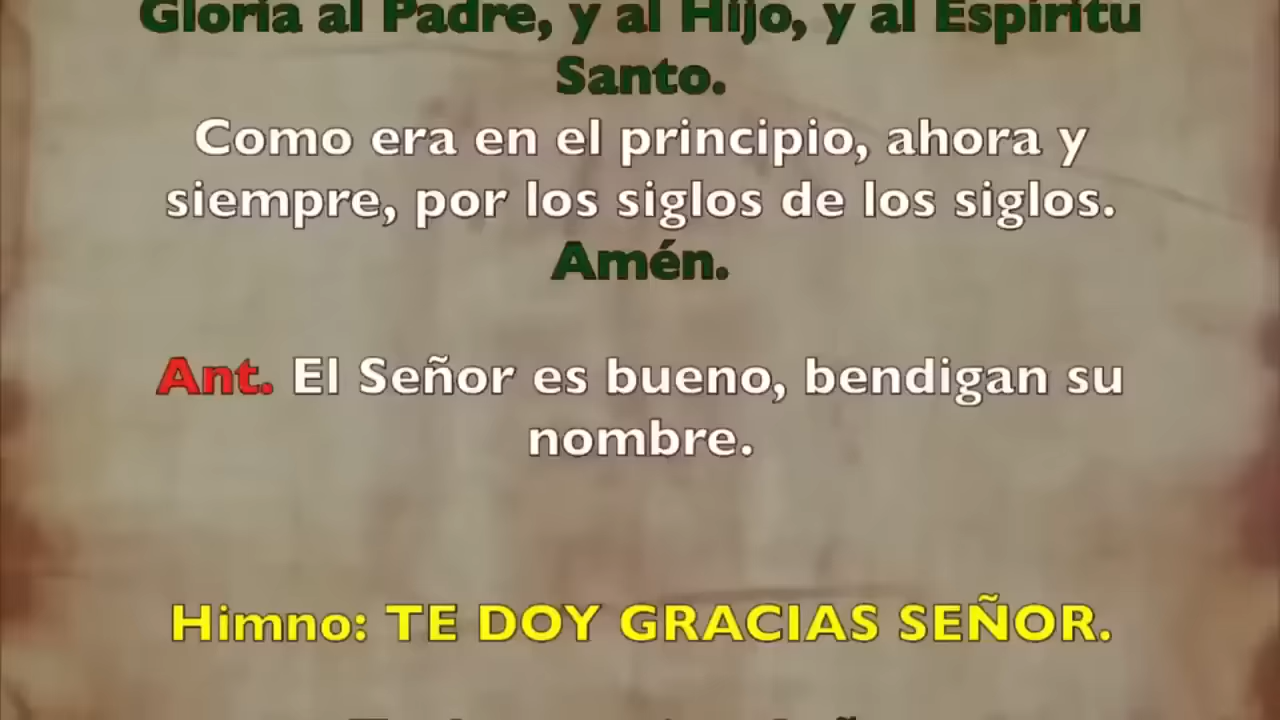 Gloria al Padre, y al Hijo, y al Espíritu
Santo.
Como era en el principio, ahora y
siempre, por los siglos de los siglos.
Amén.
Ant. El Señor es bueno, bendigan su
nombre.
Himno: TE DOY GRACIAS SEÑOR.